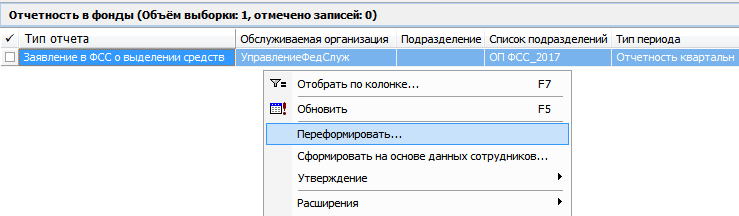 Отчетность в фонды (Объём выборки: 1, отмечено записей: 0)
✓ Тип отчета Обслуживаемая организация Подразделение Список подразделений Тип периода
Заявление в ФСС о выделении средств УправлениеФедСлуж ОП ФСС_2017 Отчетность квартальн
Отобрать по колонке... F7
Обновить F5
Переформировать...
Сформировать на основе данных сотрудников...
Утверждение
Расширения